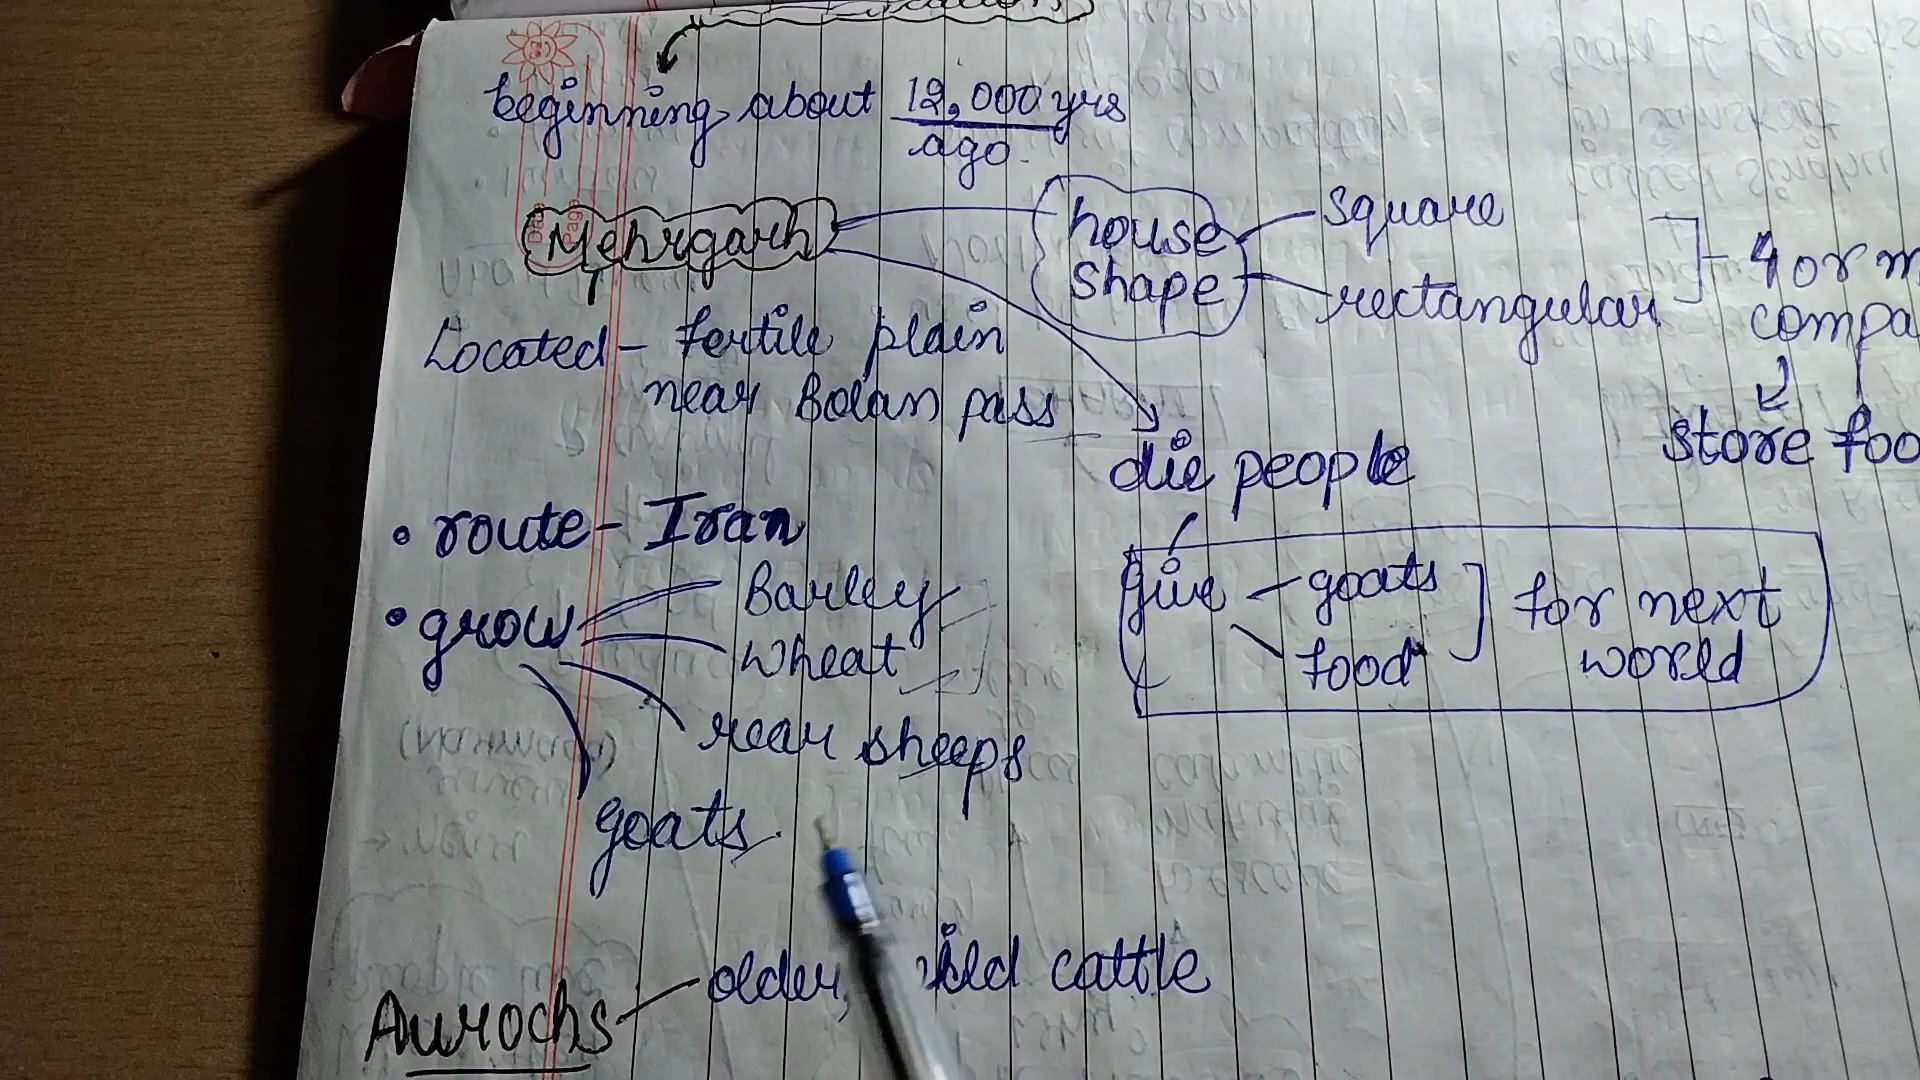 beginning about 12,000 yrs
ago.
Mehrgarh
house
shape
square
rectangular
4 or
Located - fertile plain
near Bolan pass
store
die people
• route - Iran
• grow
Barley
wheat
rear sheeps
goats.
give - goats
food
for next
world
Aurochs - older, cattle
Date
Page